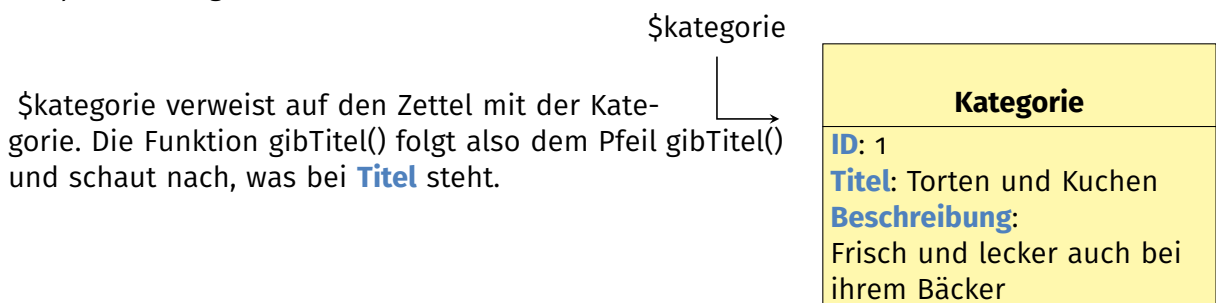 $kategorie
$kategorie verweist auf den Zettel mit der Kate-
gorie. Die Funktion gibTitel() folgt also dem Pfeil gibTitel()
und schaut nach, was bei Titel steht.
Kategorie
ID: 1
Titel: Torten und Kuchen
Beschreibung:
Frisch und lecker auch bei
ihrem Bäcker